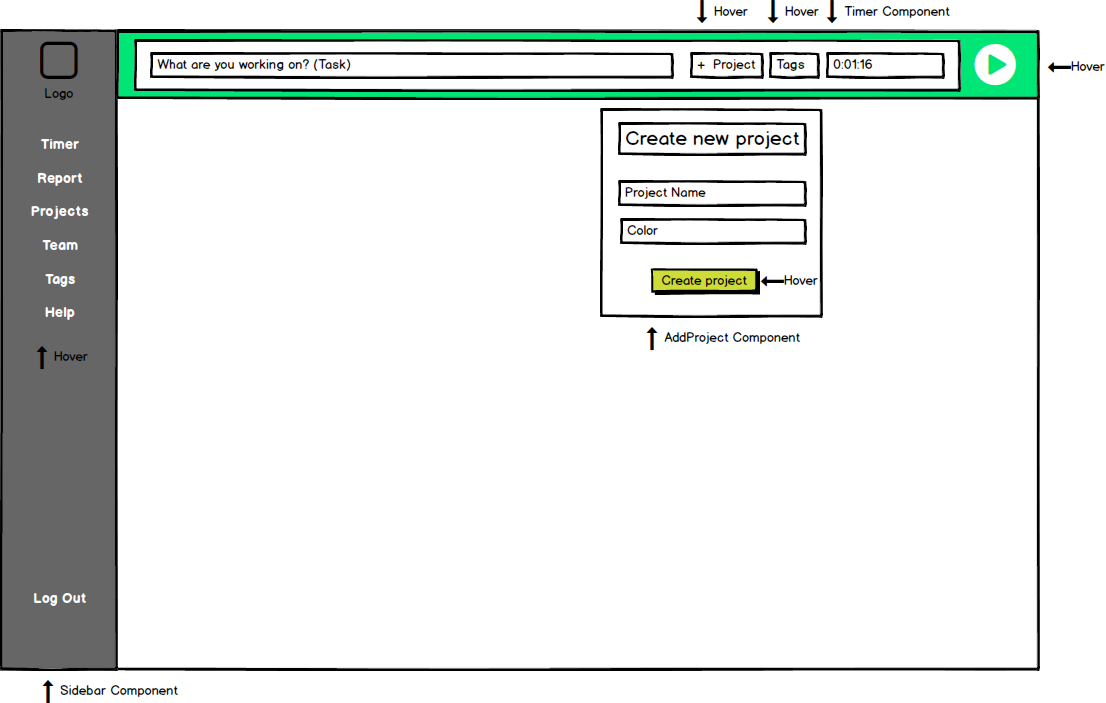 Hover
Hover
Timer Component
Logo
What are you working on? (Task)
+ Project
Tags
0:01:16
Hover
Timer
Report
Projects
Team
Tags
Help
Hover
Log Out
Create new project
Project Name
Color
Create project
Hover
AddProject Component
Sidebar Component